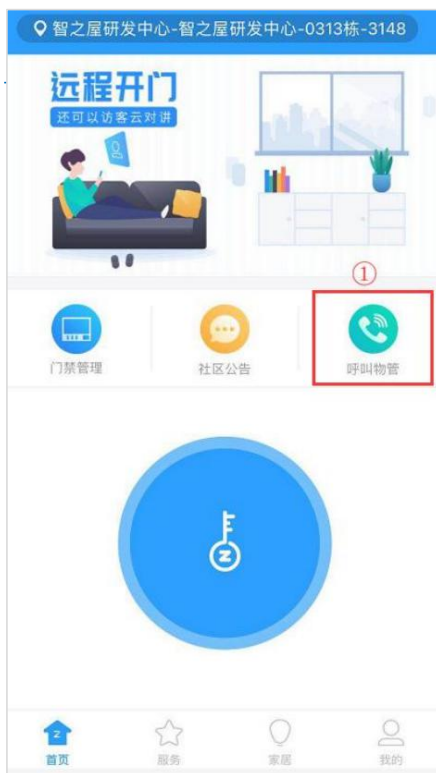 智之屋研发中心-智之屋研发中心-0313栋-3148
远程开门
还可以访客云对讲
①
门禁管理
社区公告
呼叫物管
z
z
首页
服务
家居
我的